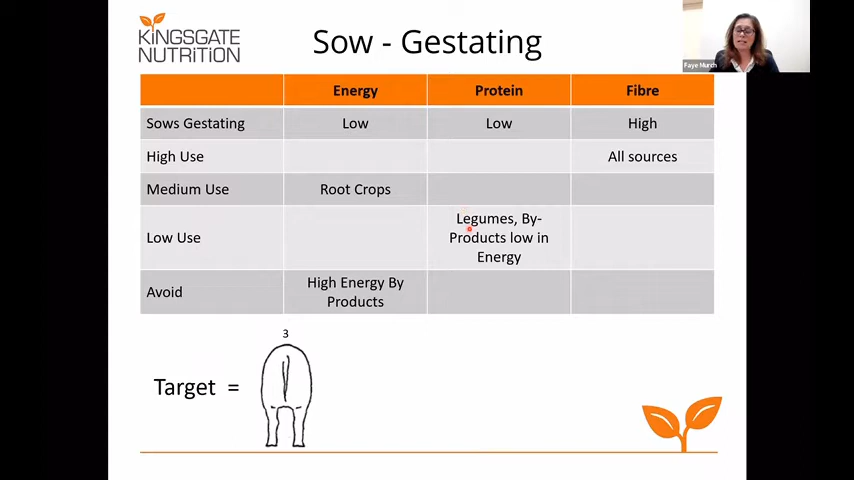 KINGSGATE
NUTRITION
Sow - Gestating
Faye Murch
Energy Protein Fibre
Sows Gestating Low Low High
High Use All sources
Medium Use Root Crops
Low Use Legumes, By-
Products low in
Energy
Avoid High Energy By
Products
3
Target =